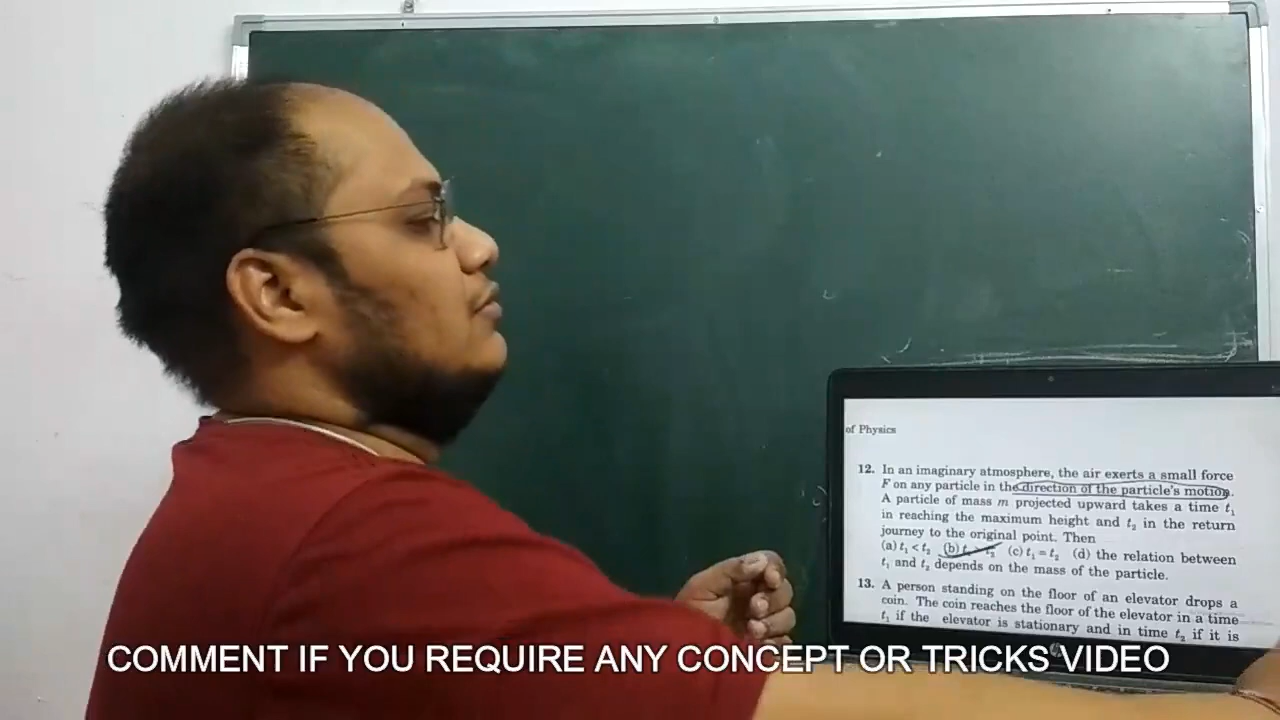 of Physics
12. In an imaginary atmosphere, the air exerts a small force
F on any particle in the direction of the particle's motion.
A particle of mass m projected upward takes a time t₁
in reaching the maximum height and t₂ in the return
journey to the original point. Then
(a) t₁ < t₂ (b) t₁ > t₂ (c) t₁ = t₂ (d) the relation between
t₁ and t₂ depends on the mass of the particle.
13. A person standing on the floor of an elevator drops a
coin. The coin reaches the floor of the elevator in a time
t₁ if the elevator is stationary and in time t₂ if it is
COMMENT IF YOU REQUIRE ANY CONCEPT OR TRICKS VIDEO
hp